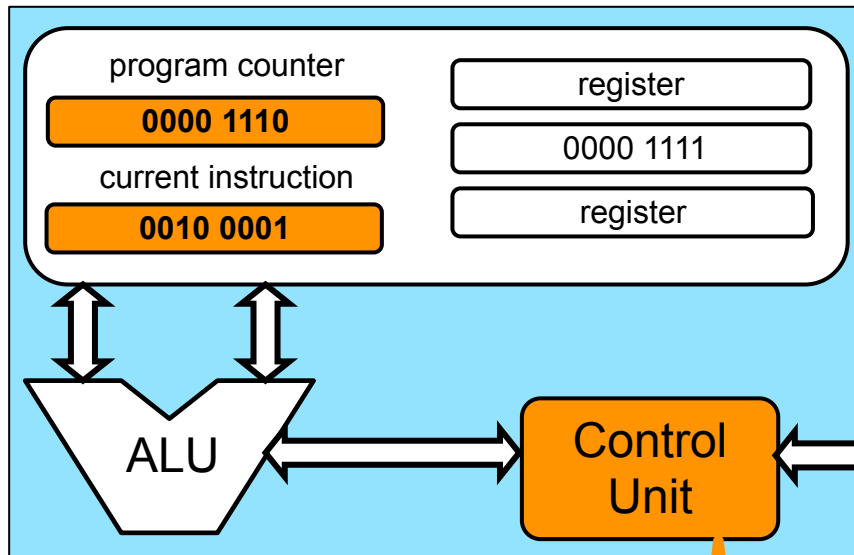 program counter
0000 1110
current instruction
0010 0001
register
0000 1111
register
ALU
Control
Unit